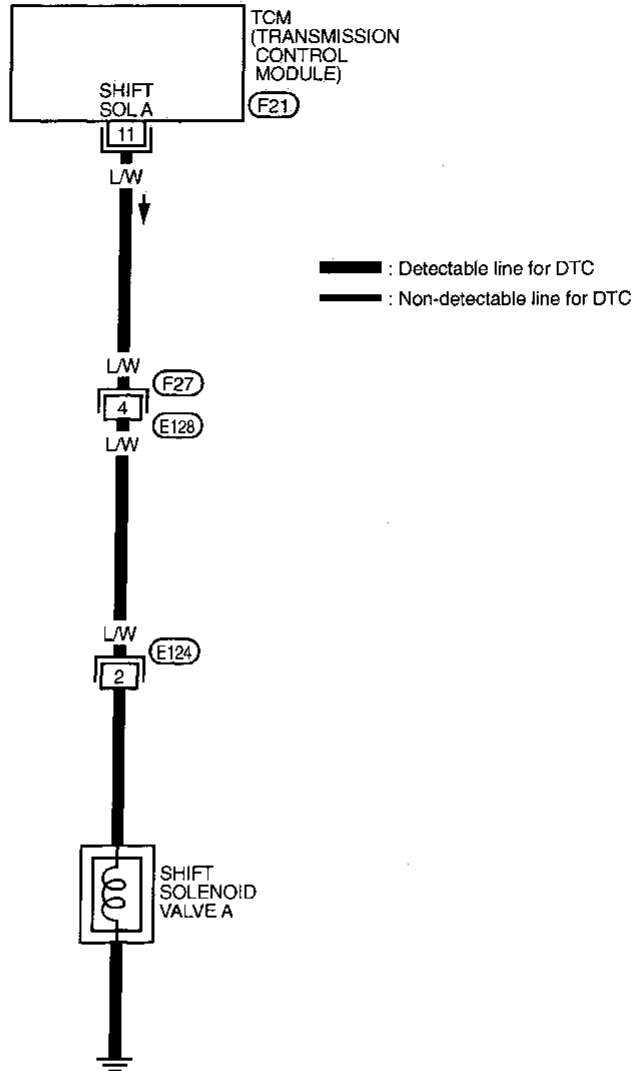 TCM
(TRANSMISSION
CONTROL
MODULE)
SHIFT
SOL A
F21
11
L/W
: Detectable line for DTC
: Non-detectable line for DTC
L/W
F27
4
E128
L/W
L/W
E124
2
SHIFT
SOLENOID
VALVE A